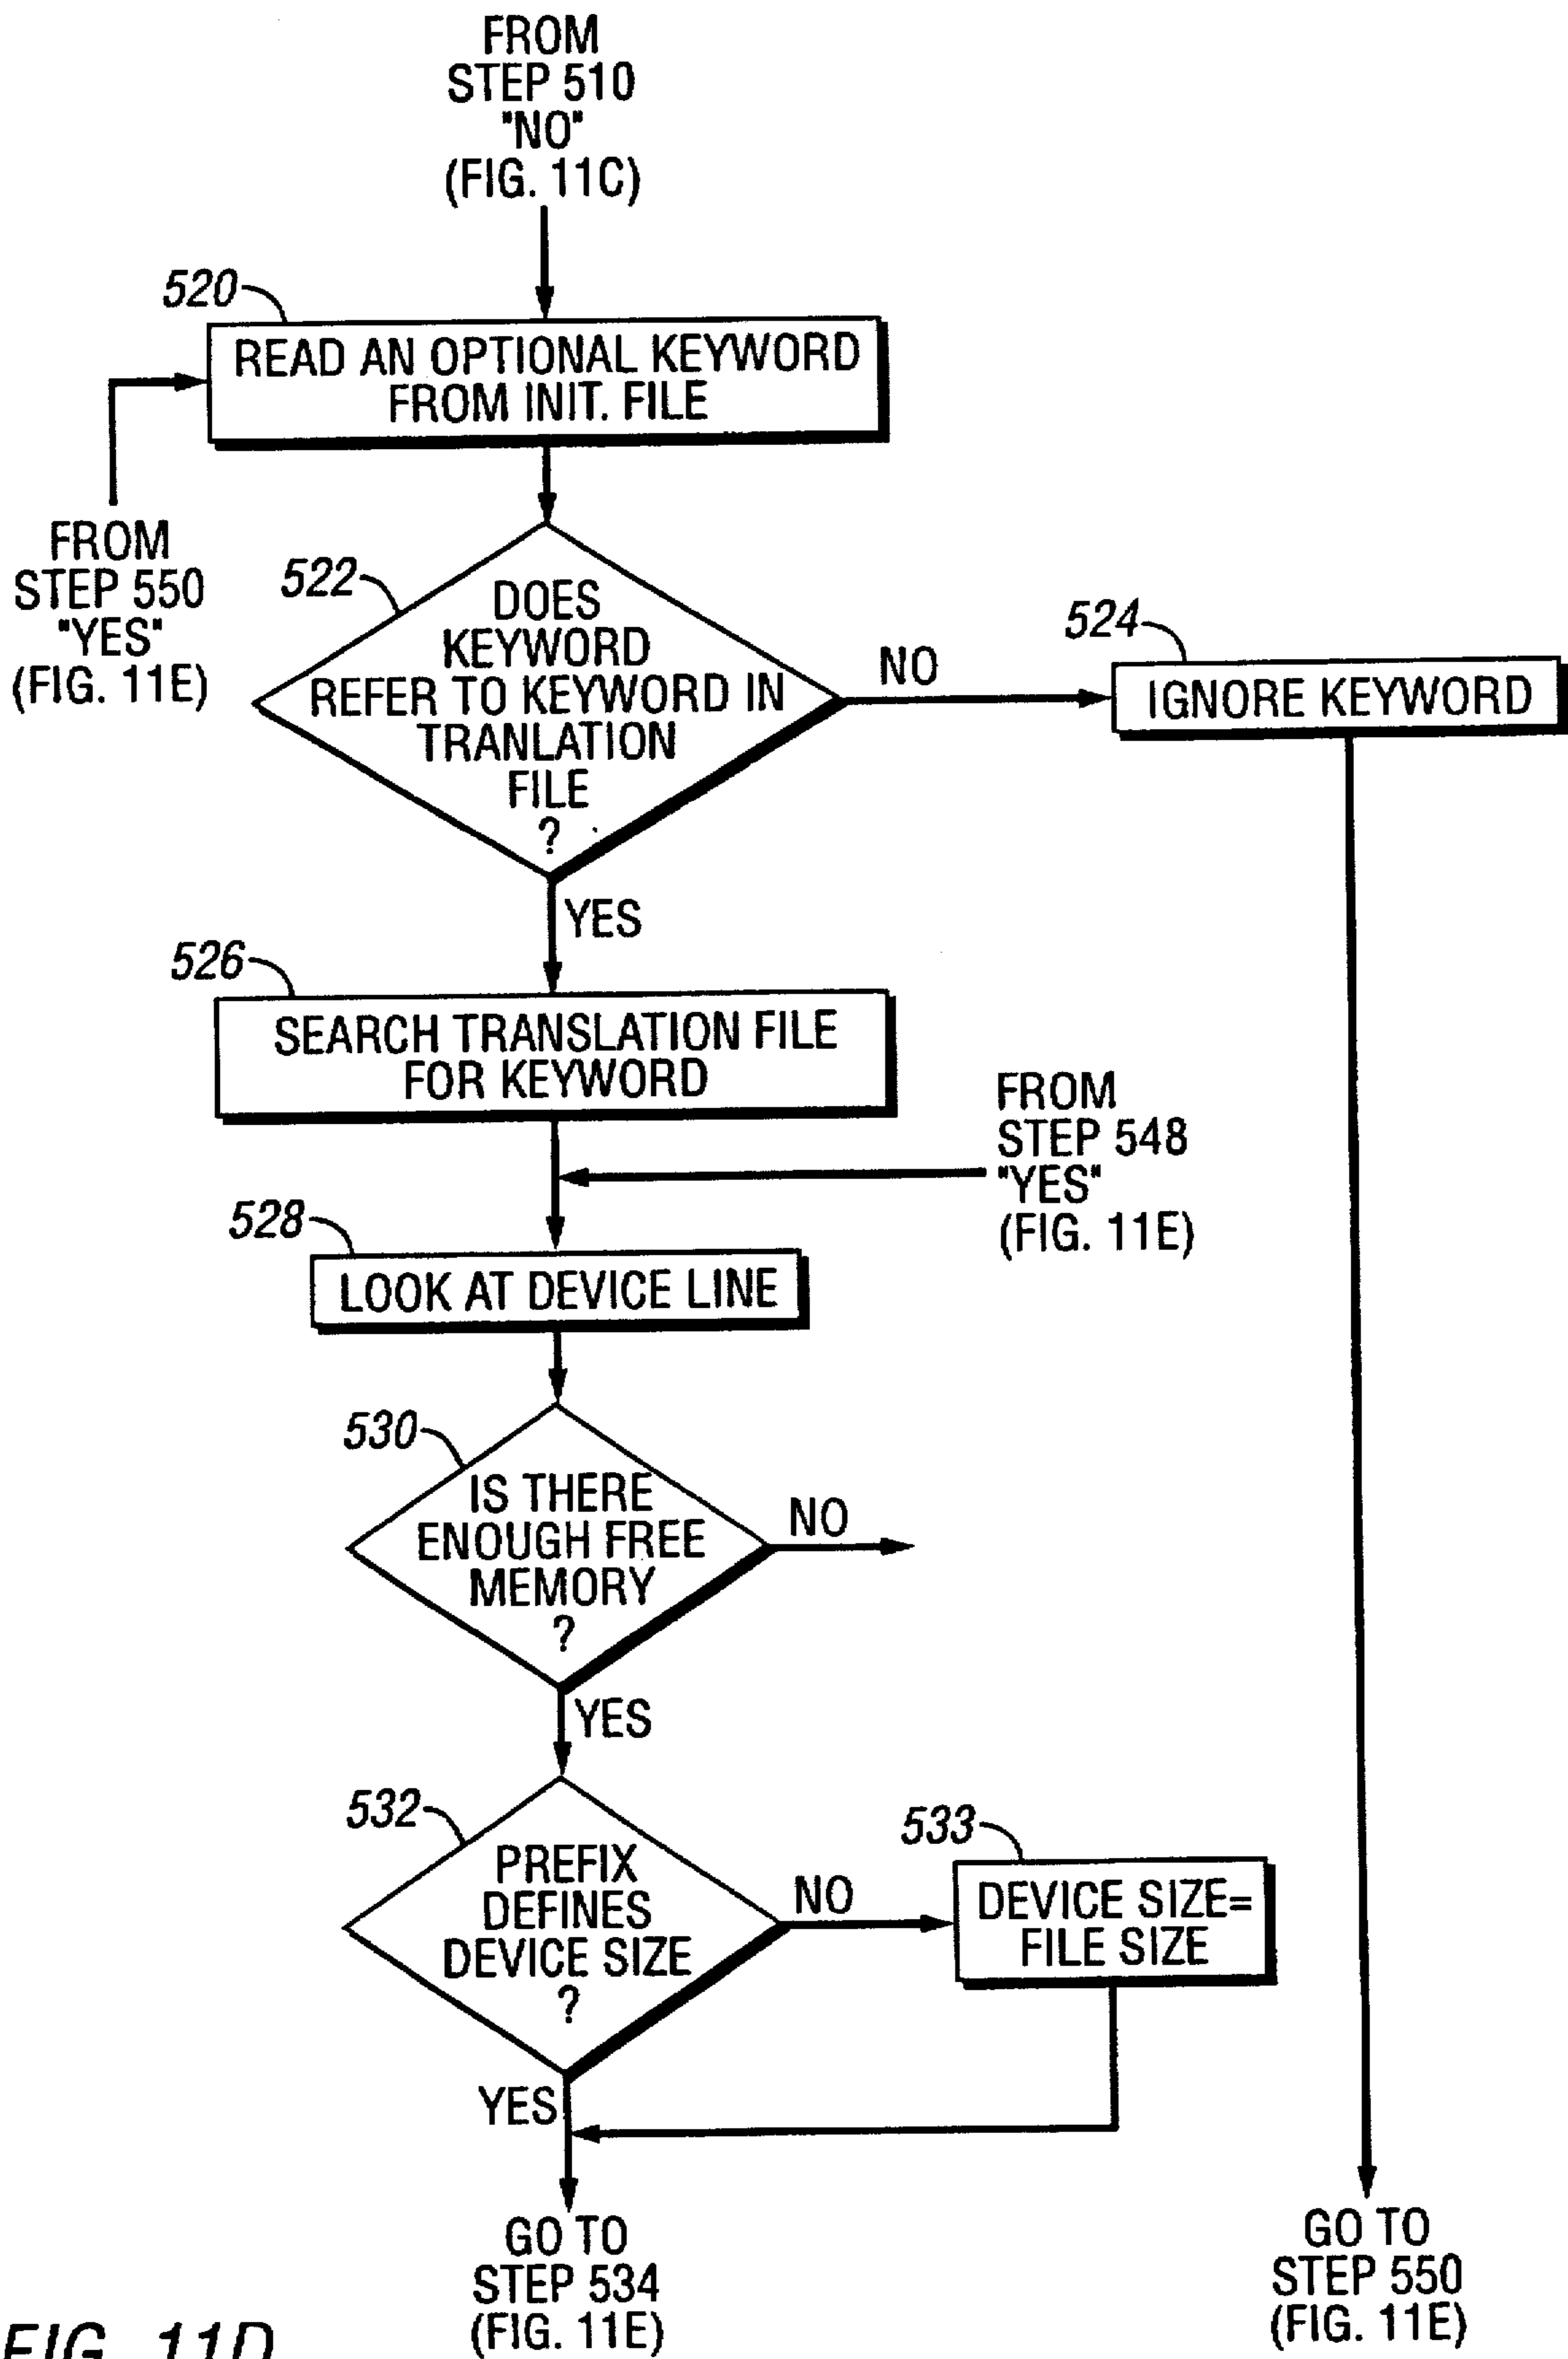 FROM
STEP 510
"NO"
(FIG. 11C)
520
READ AN OPTIONAL KEYWORD
FROM INIT. FILE
FROM
STEP 550
"YES"
(FIG. 11E)
522
DOES
KEYWORD
REFER TO KEYWORD IN
TRANLATION
FILE
?
NO
524
IGNORE KEYWORD
YES
526
SEARCH TRANSLATION FILE
FOR KEYWORD
FROM
STEP 548
"YES"
(FIG. 11E)
528
LOOK AT DEVICE LINE
530
IS THERE
ENOUGH FREE
MEMORY
?
NO
YES
532
PREFIX
DEFINES
DEVICE SIZE
?
NO
533
DEVICE SIZE=
FILE SIZE
YES
GO TO
STEP 534
(FIG. 11E)
GO TO
STEP 550
(FIG. 11E)
FIG. 11D